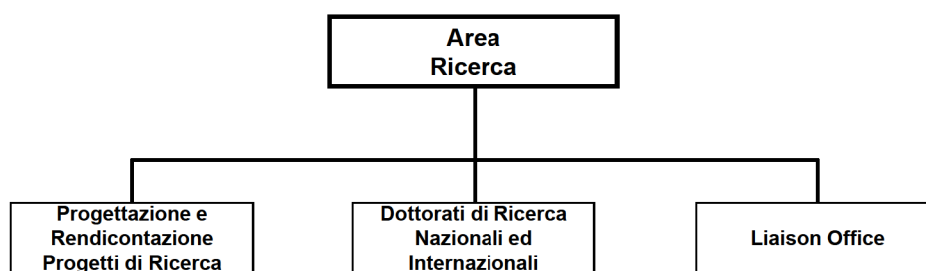 Area
Ricerca
Progettazione e
Rendicontazione
Progetti di Ricerca
Dottorati di Ricerca
Nazionali ed
Internazionali
Liaison Office